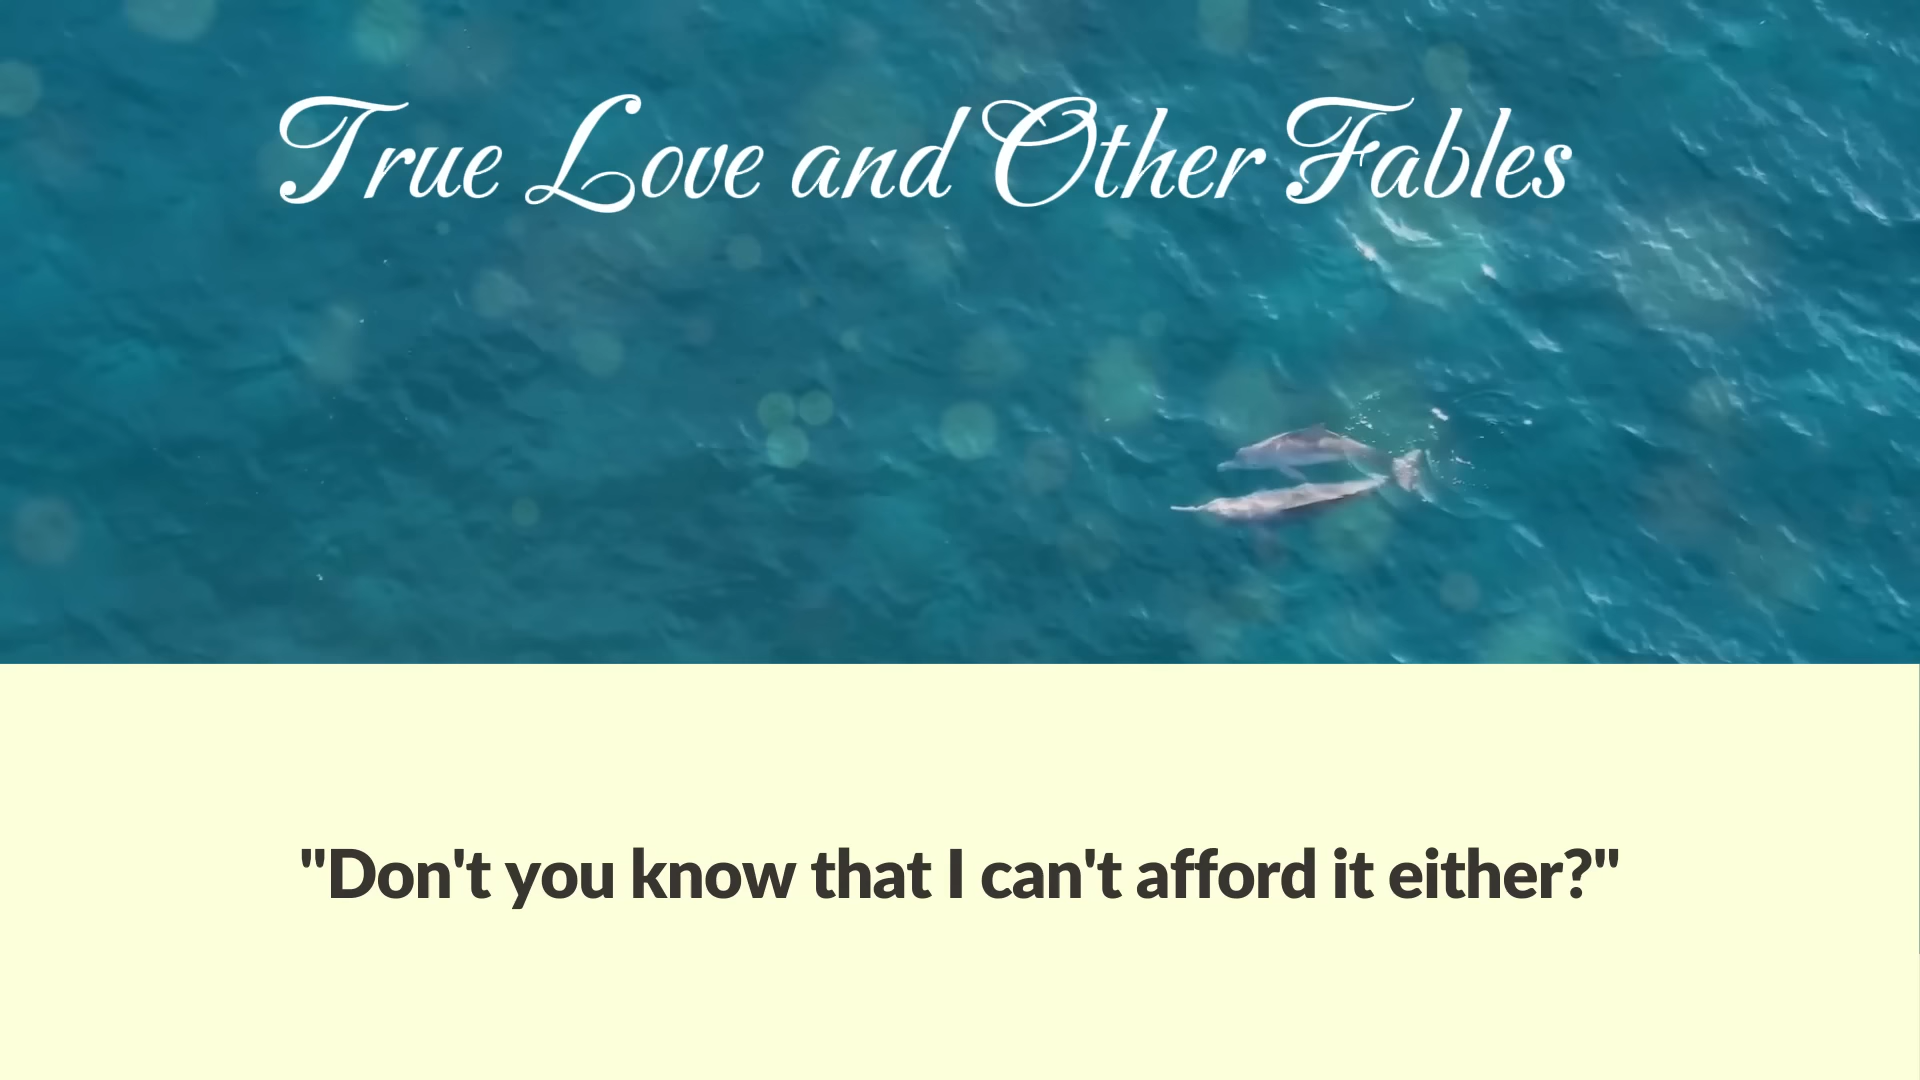 True Love and Other Fables
"Don't you know that I can't afford it either?"